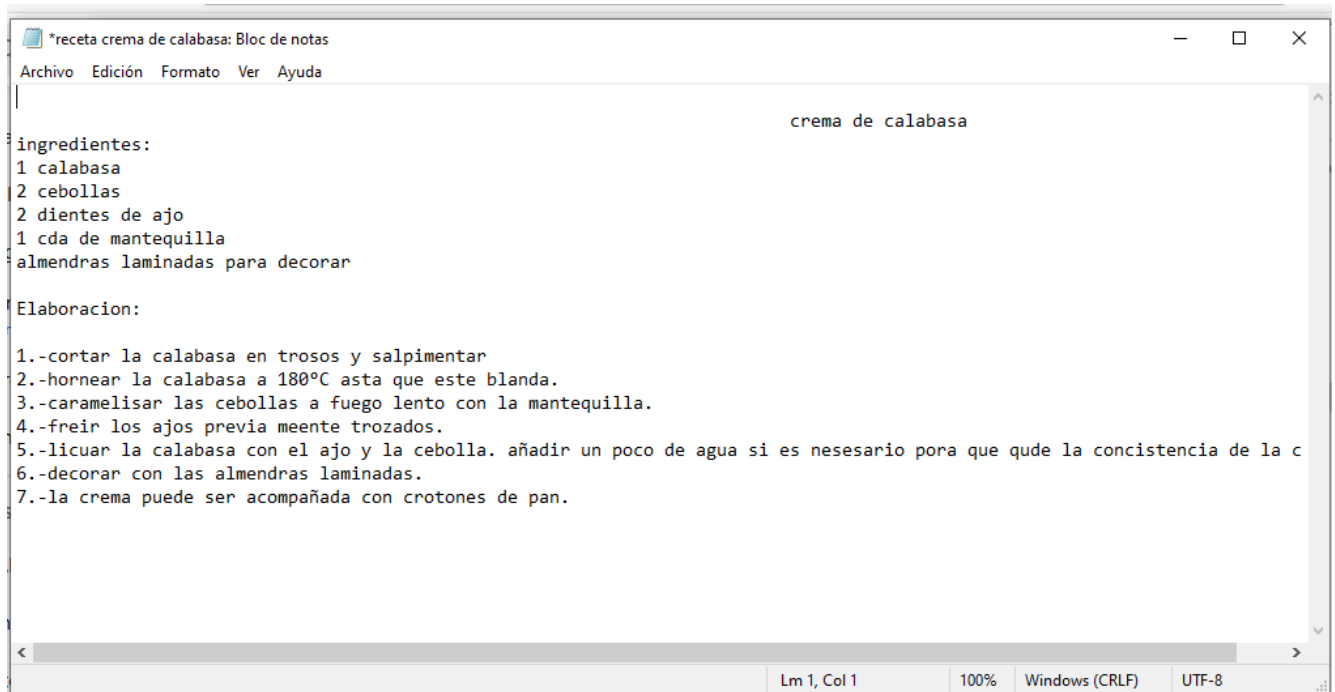 *receta crema de calabasa: Bloc de notas
Archivo Edición Formato Ver Ayuda
crema de calabasa
ingredientes:
1 calabasa
2 cebollas
2 dientes de ajo
1 cda de mantequilla
almendras laminadas para decorar
Elaboracion:
1.-cortar la calabasa en trosos y salpimentar
2.-hornear la calabasa a 180ºC asta que este blanda.
3.-caramelisar las cebollas a fuego lento con la mantequilla.
4.-freir los ajos previa meente trozados.
5.-licuar la calabasa con el ajo y la cebolla. añadir un poco de agua si es nesesario pora que qude la concistencia de la c
6.-decorar con las almendras laminadas.
7.-la crema puede ser acompañada con crotones de pan.
Lm 1, Col 1 100% Windows (CRLF) UTF-8